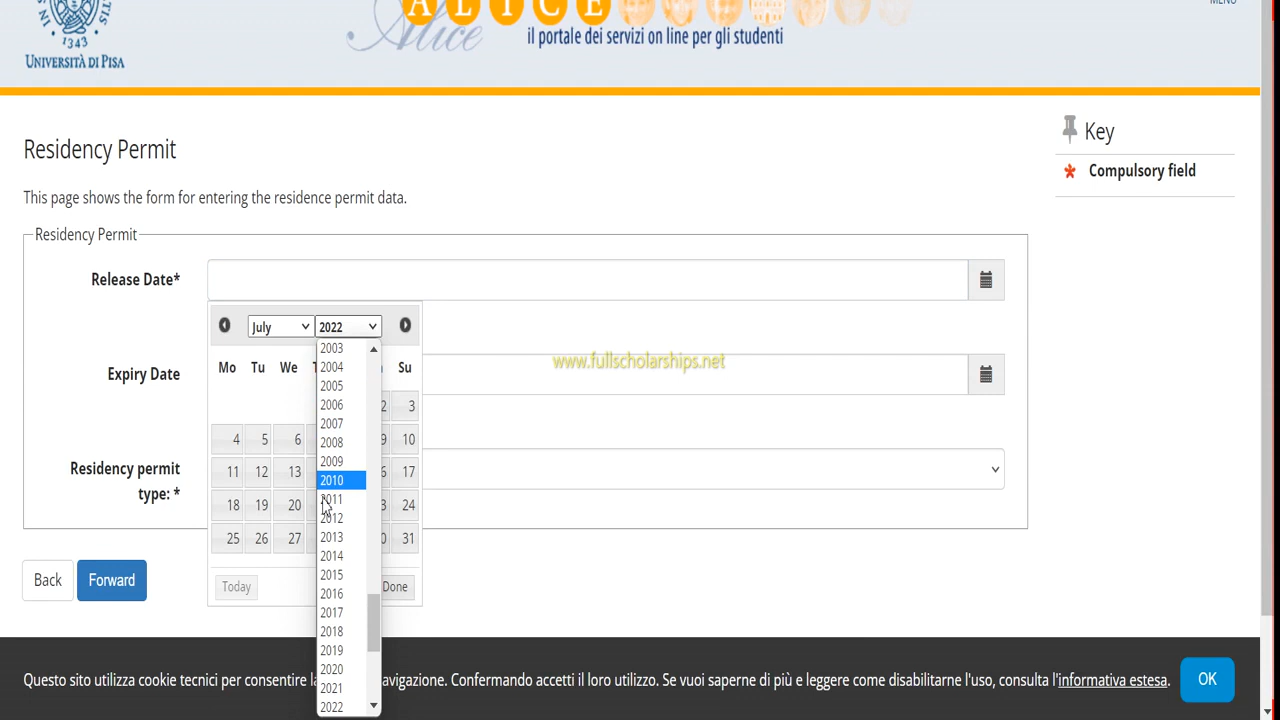 MENU
ALICE
Alice
il portale dei servizi on line per gli studenti
1343
UNIVERSITÀ DI PISA
Key
Compulsory field
Residency Permit
This page shows the form for entering the residence permit data.
Residency Permit
Release Date*
July 2022
Mo Tu We Su
2003
2004
2005
2006
2007
2008
2009
2010
2011
2012
2013
2014
2015
2016
2017
2018
2019
2020
2021
2022
2 3
4 5 6 9 10
11 12 13 6 17
18 19 20 3 24
25 26 27 0 31
Today Done
www.fullscholarships.net
Expiry Date
Residency permit
type: *
Back Forward
Questo sito utilizza cookie tecnici per consentire la avigazione. Confermando accetti il loro utilizzo. Se vuoi saperne di più e leggere come disabilitarne l'uso, consulta l'informativa estesa.
OK